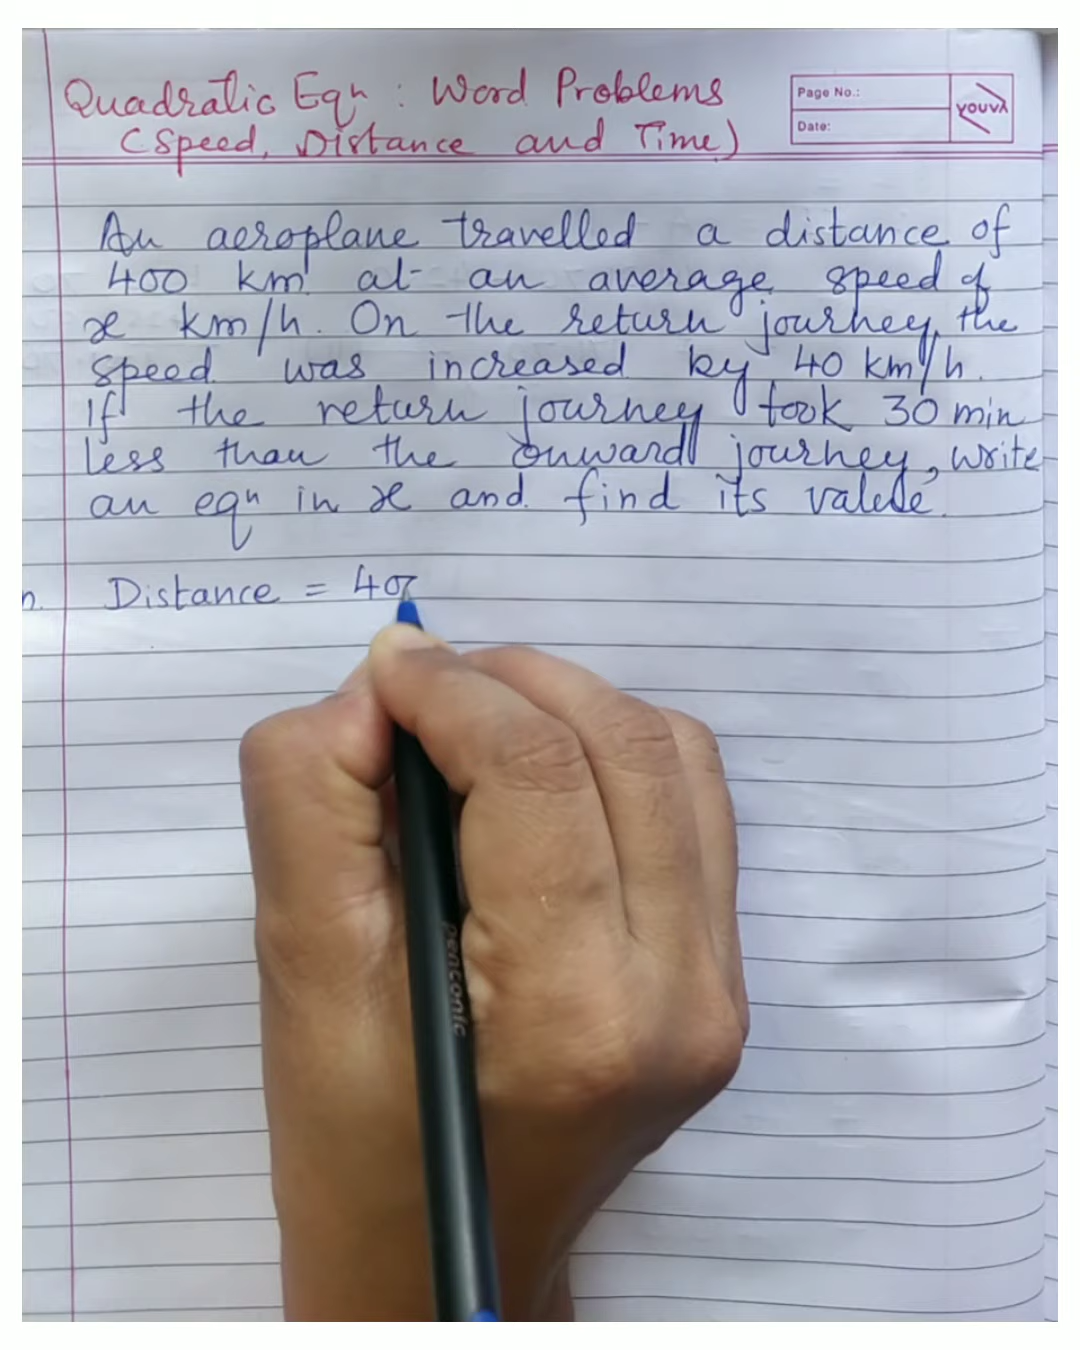 Quadratic Eqn : Word Problems
(Speed, Distance and Time)
Page No.:
Date:
YOUVA
An aeroplane travelled a distance of
400 km at an average speed of
x km/h. On the return journey, the
speed was increased by 40 km/h.
If the return journey took 30 min
less than the onward journey, write
an eqn in x and find its value.
n. Distance = 400
penconic